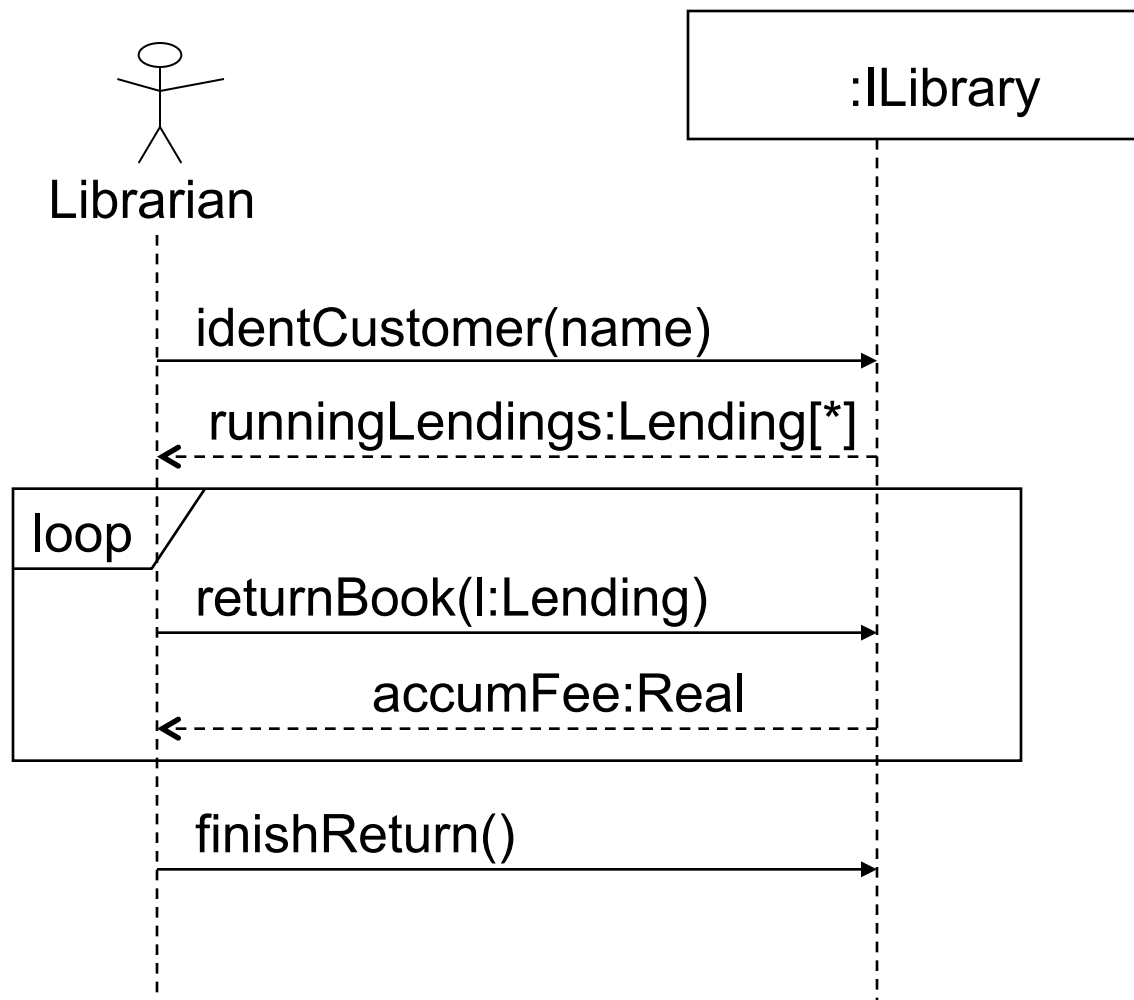 :ILibrary
Librarian
identCustomer(name)
runningLendings:Lending[*]
loop
returnBook(l:Lending)
accumFee:Real
finishReturn()